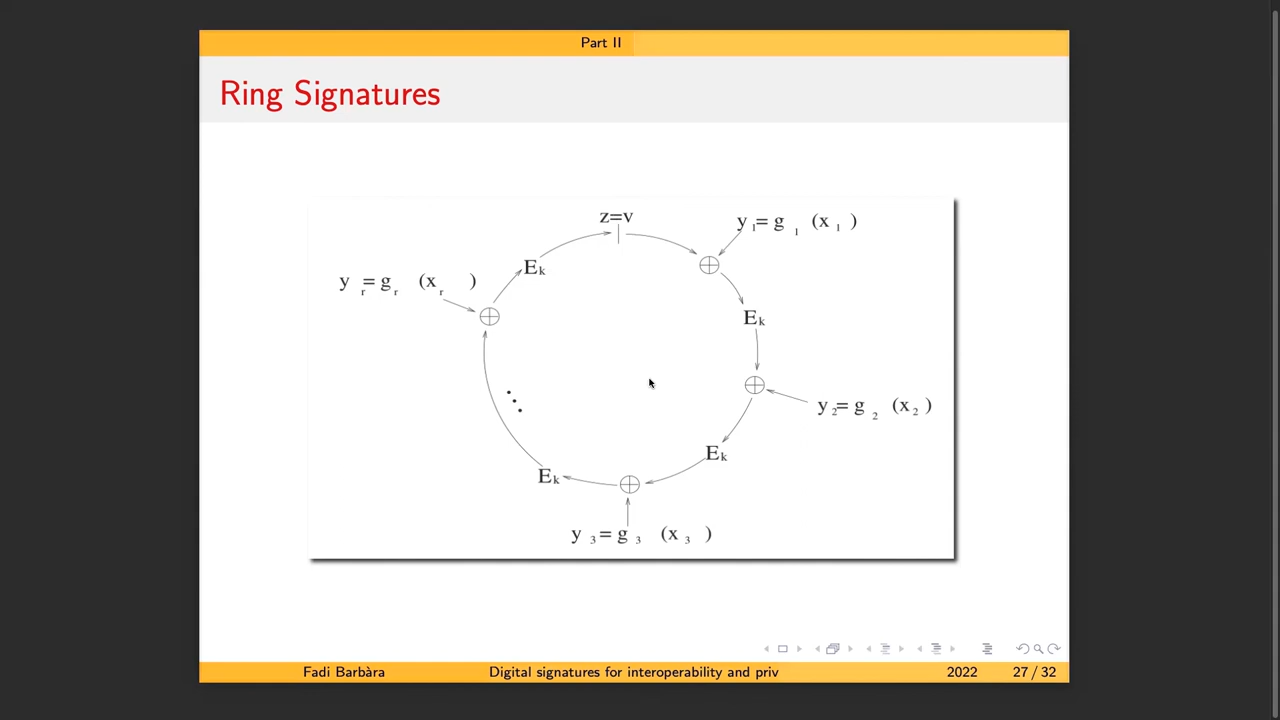 Part II
Ring Signatures
z=v
y₁= g₁ (x₁)
Eₖ
yᵣ= gᵣ (xᵣ)
Eₖ
y₂= g₂ (x₂)
Eₖ
Eₖ
y₃= g₃ (x₃)
Fadi Barbàra Digital signatures for interoperability and priv 2022 27 / 32